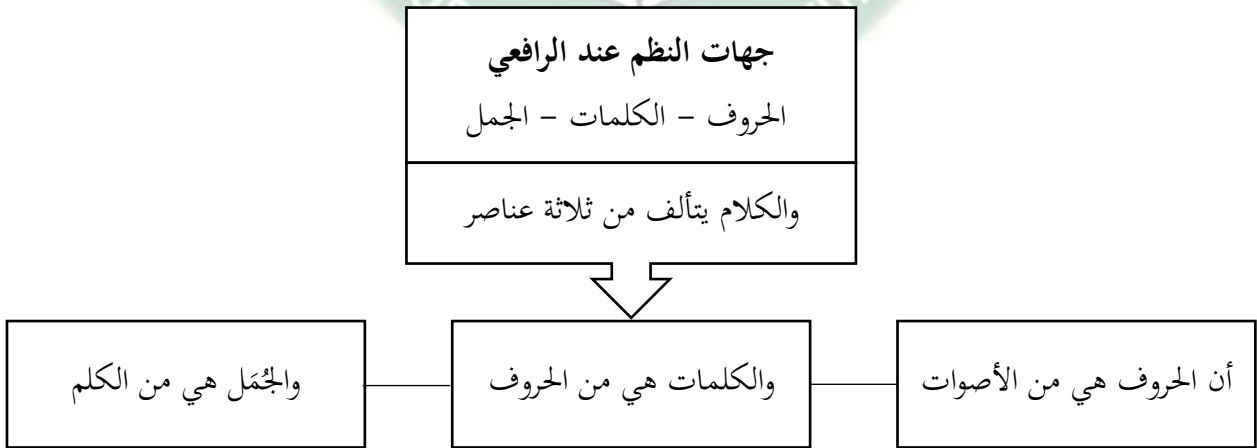 جهات النظم عند الرافعي
الحروف – الكلمات – الجمل
والكلام يتألف من ثلاثة عناصر
أن الحروف هي من الأصوات
والكلمات هي من الحروف
والجُمَل هي من الكلم